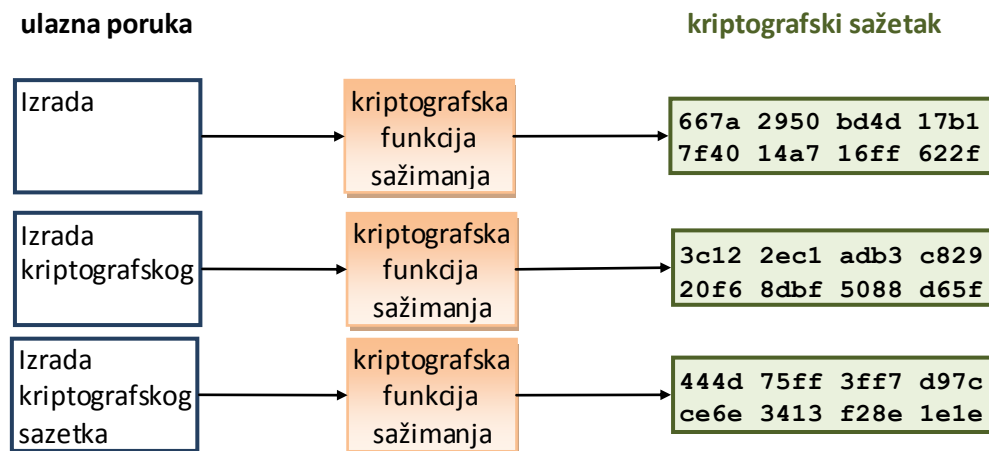 ulazna poruka
kriptografski sažetak
Izrada
kriptografska
funkcija
sažimanja
667a 2950 bd4d 17b1
7f40 14a7 16ff 622f
Izrada
kriptografskog
kriptografska
funkcija
sažimanja
3c12 2ec1 adb3 c829
20f6 8dbf 5088 d65f
Izrada
kriptografskog
sazetka
kriptografska
funkcija
sažimanja
444d 75ff 3ff7 d97c
ce6e 3413 f28e 1e1e